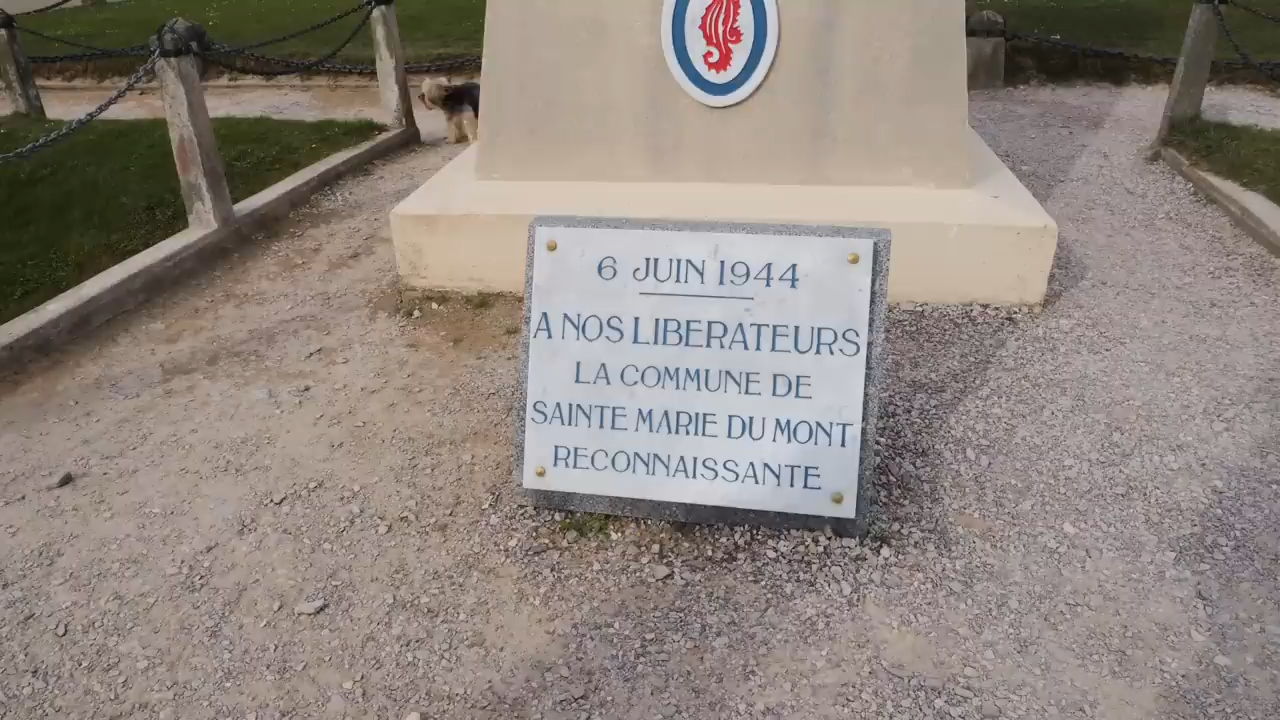 6 JUIN 1944
A NOS LIBERATEURS
LA COMMUNE DE
SAINTE MARIE DU MONT
RECONNAISSANTE